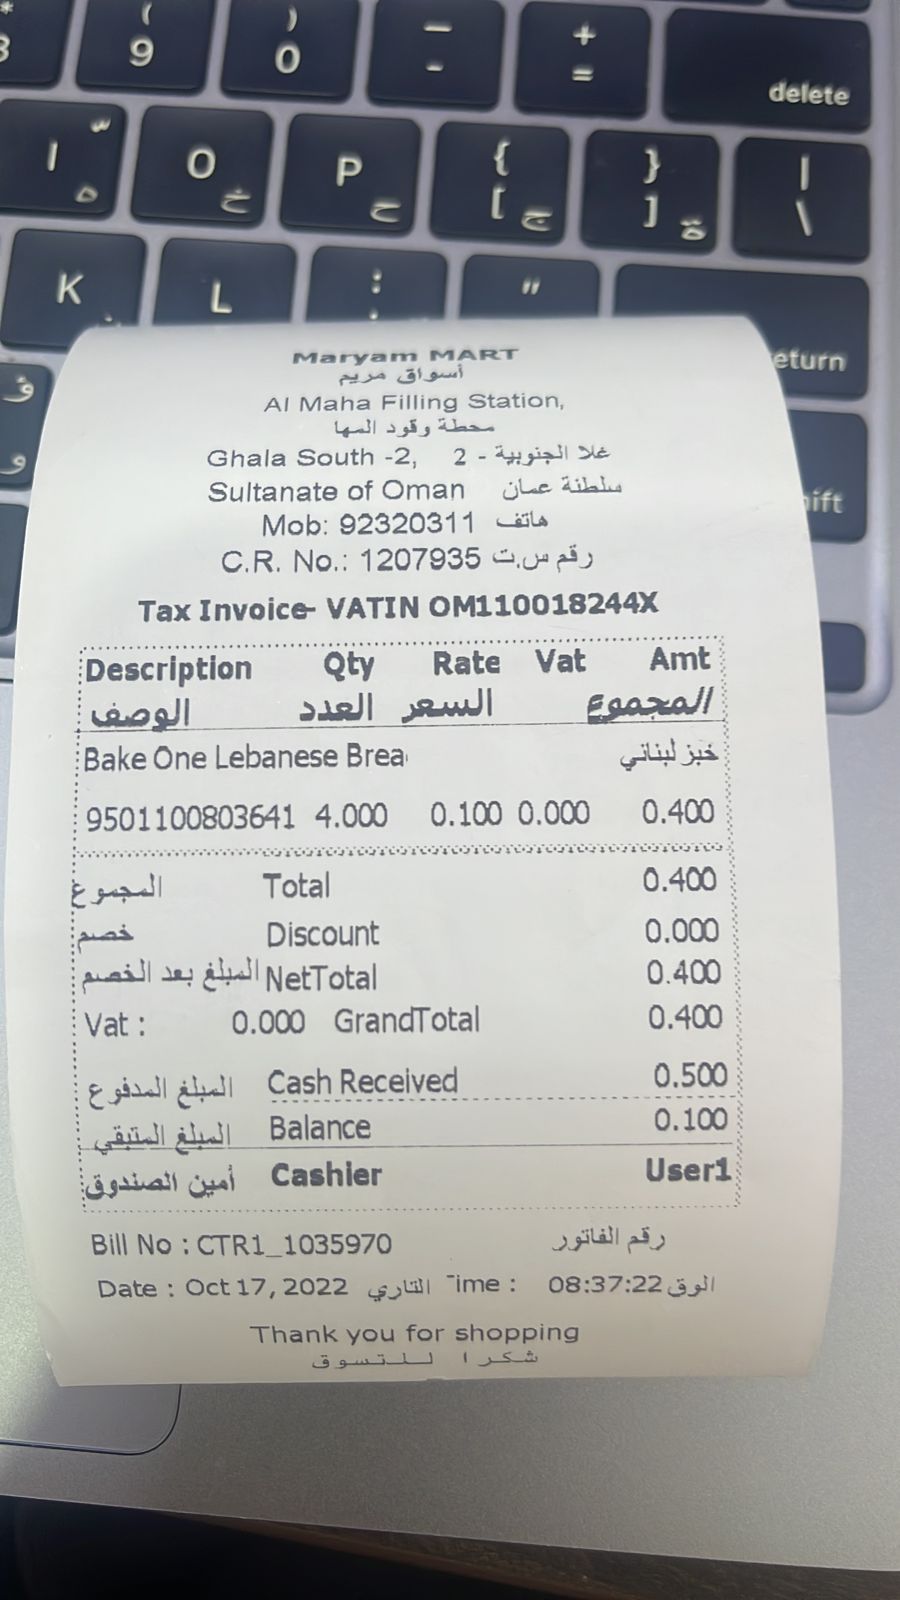 ( 9
) 0
— -
+ =
delete
ا ه
O خ
P ح
{ [ ج
} ] ة
| \
K
L
: ;
"
Maryam MART
أسواق مريم
Al Maha Filling Station,
محطة وقود المها
Ghala South -2, غلا الجنوبية - 2
Sultanate of Oman سلطنة عمان
Mob: 92320311 هاتف
C.R. No.: 1207935 رقم س.ت
Tax Invoice- VATIN OM110018244X
Description Qty Rate Vat Amt
الوصف العدد السعر المجموع
Bake One Lebanese Brea خبز لبناني
9501100803641 4.000 0.100 0.000 0.400
المجموع Total 0.400
خصم Discount 0.000
المبلغ بعد الخصم NetTotal 0.400
Vat : 0.000 GrandTotal 0.400
المبلغ المدفوع Cash Received 0.500
المبلغ المتبقي Balance 0.100
أمين الصندوق Cashier User1
Bill No : CTR1_1035970 رقم الفاتور
Date : Oct 17, 2022 التاري ime : 08:37:22 الوق
Thank you for shopping
شكرا للتسوق